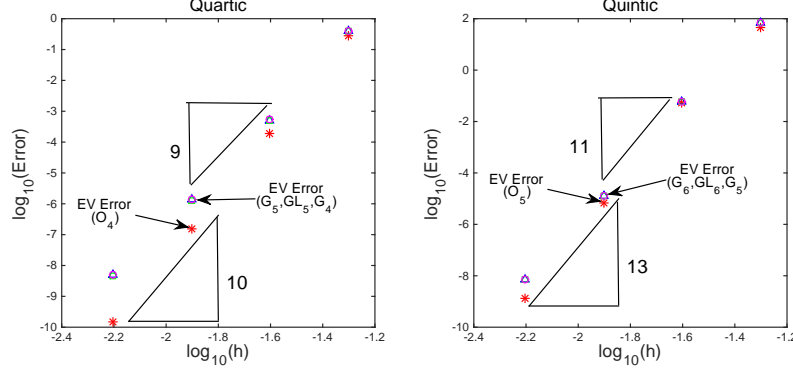 Quartic
0
-1
-2
-3
-4
-5
-6
-7
-8
-9
-10
log10(Error)
9
EV Error
(O4)
EV Error
(G5,GL5,G4)
10
-2.4
-2.2
-2
-1.8
-1.6
-1.4
-1.2
log10(h)
Quintic
2
0
-2
-4
-6
-8
-10
log10(Error)
11
EV Error
(O5)
EV Error
(G6,GL6,G5)
13
-2.4
-2.2
-2
-1.8
-1.6
-1.4
-1.2
log10(h)